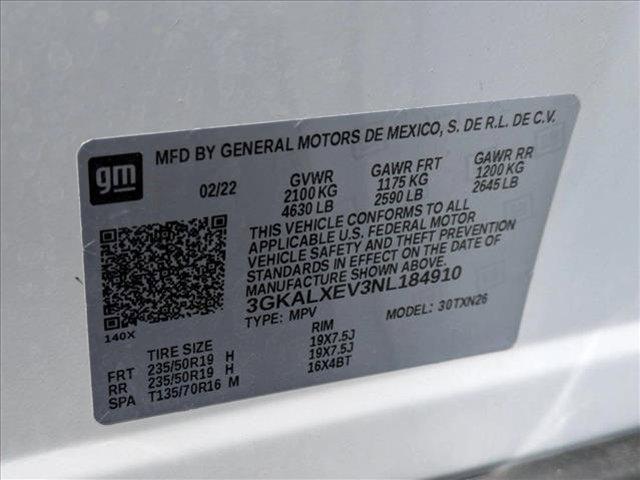 gm
MFD BY GENERAL MOTORS DE MEXICO, S. DE R.L. DE C.V.
02/22 GVWR GAWR FRT GAWR RR
2100 KG 1175 KG 1200 KG
4630 LB 2590 LB 2645 LB
THIS VEHICLE CONFORMS TO ALL
APPLICABLE U.S. FEDERAL MOTOR
VEHICLE SAFETY AND THEFT PREVENTION
STANDARDS IN EFFECT ON THE DATE OF
MANUFACTURE SHOWN ABOVE.
3GKALXEV3NL184910
TYPE: MPV MODEL: 30TXN26
140X
TIRE SIZE RIM
FRT 235/50R19 H 19X7.5J
RR 235/50R19 H 19X7.5J
SPA T135/70R16 M 16X4BT